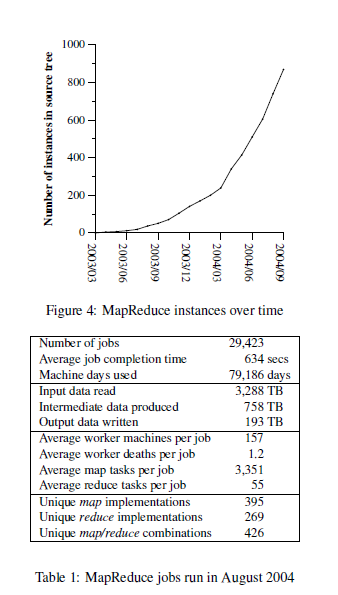 1000
800
600
400
200
0
Number of instances in source tree
2003/03
2003/06
2003/09
2003/12
2004/03
2004/06
2004/09
Figure 4: MapReduce instances over time
Number of jobs 29,423
Average job completion time 634 secs
Machine days used 79,186 days
Input data read 3,288 TB
Intermediate data produced 758 TB
Output data written 193 TB
Average worker machines per job 157
Average worker deaths per job 1.2
Average map tasks per job 3,351
Average reduce tasks per job 55
Unique map implementations 395
Unique reduce implementations 269
Unique map/reduce combinations 426
Table 1: MapReduce jobs run in August 2004